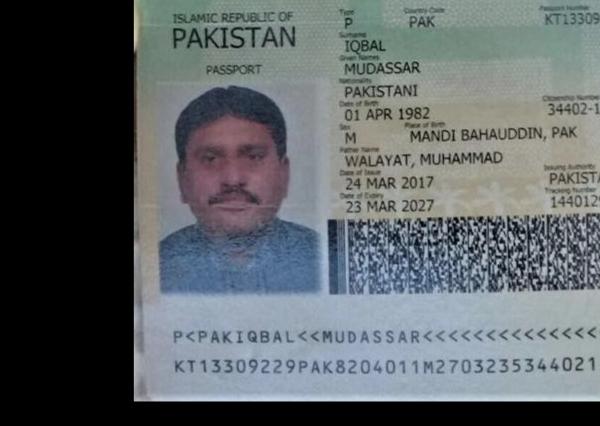 ISLAMIC REPUBLIC OF
PAKISTAN
PASSPORT
Type Country Code Passport Number
P PAK KT13309
Surname
IQBAL
Given Names
MUDASSAR
Nationality
PAKISTANI
Date of Birth Citizenship Number
01 APR 1982 34402-1
Sex Place of Birth
M MANDI BAHAUDDIN, PAK
Father Name
WALAYAT, MUHAMMAD
Date of Issue Issuing Authority
24 MAR 2017 PAKISTA
Date of Expiry Tracking Number
23 MAR 2027 1440129
P<PAKIQBAL<<MUDASSAR<<<<<<<<<<<<<<
KT13309229PAK8204011M2703235344021